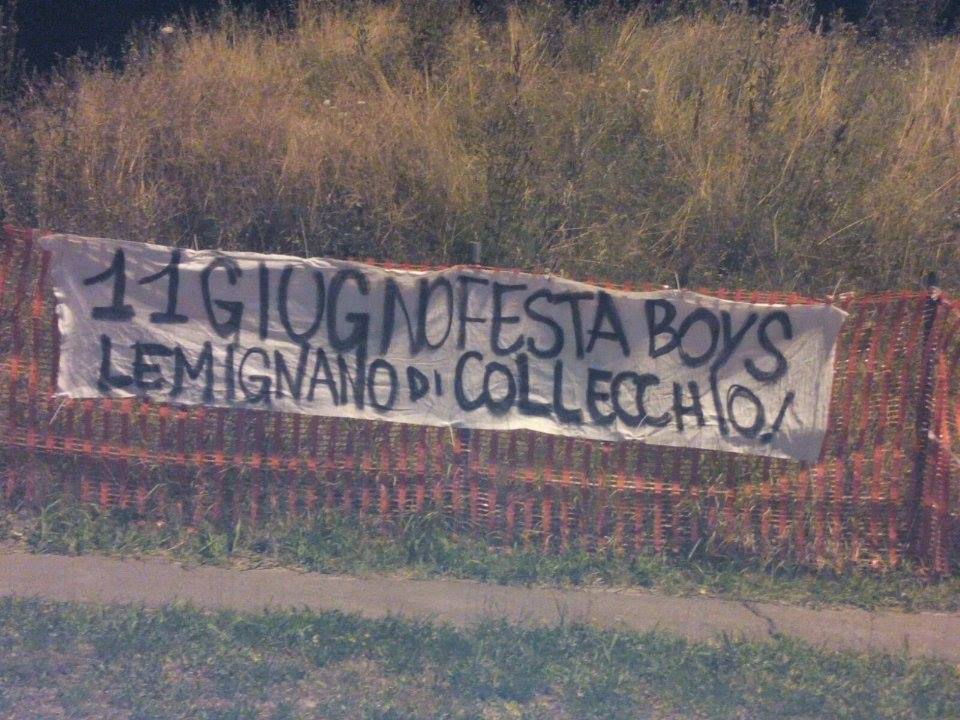 11 GIUGNO FESTA BOYS
LEMIGNANO DI COLLECCHIO!